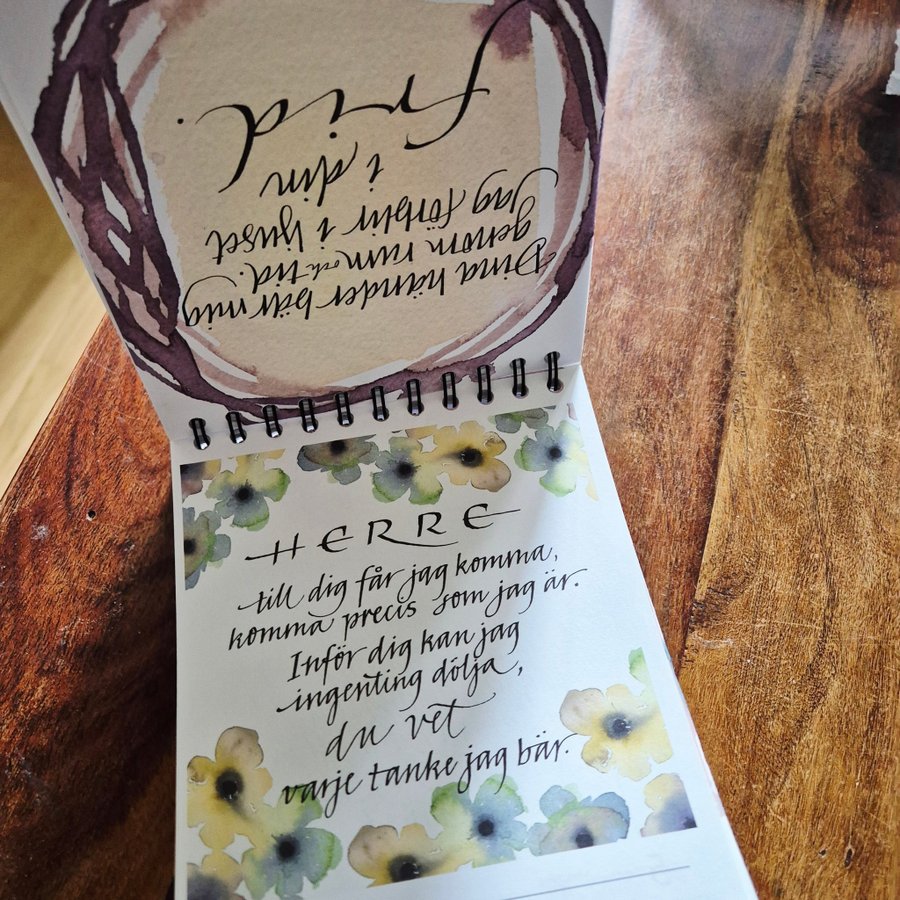 Dina händer bär mig
genom rum och tid.
Jag förblir i ljuset
i din
frid.
HERRE
till dig får jag komma,
komma precis som jag är.
Inför dig kan jag
ingenting dölja,
du vet
varje tanke jag bär.